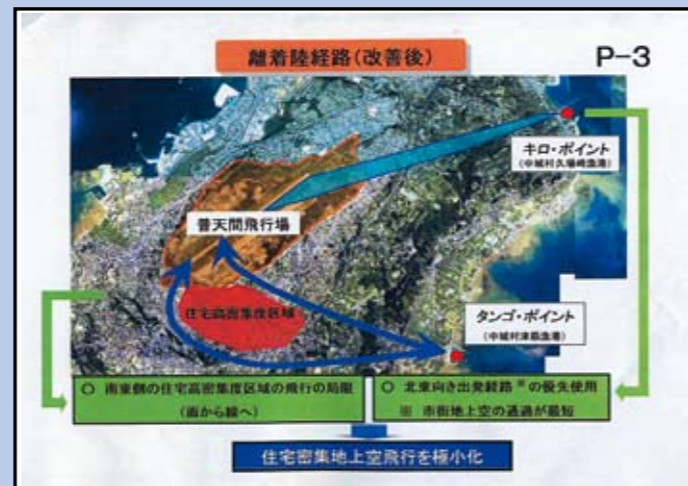 離着陸経路(改善後)
P-3
キロ・ポイント
(中城村久場崎漁港)
普天間飛行場
住宅高密集度区域
タンゴ・ポイント
(中城村津覇漁港)
○ 南東側の住宅高密集度区域の飛行の局限
(面から線へ)
○ 北東向き出発経路※の優先使用
※ 市街地上空の通過が最短
住宅密集地上空飛行を極小化